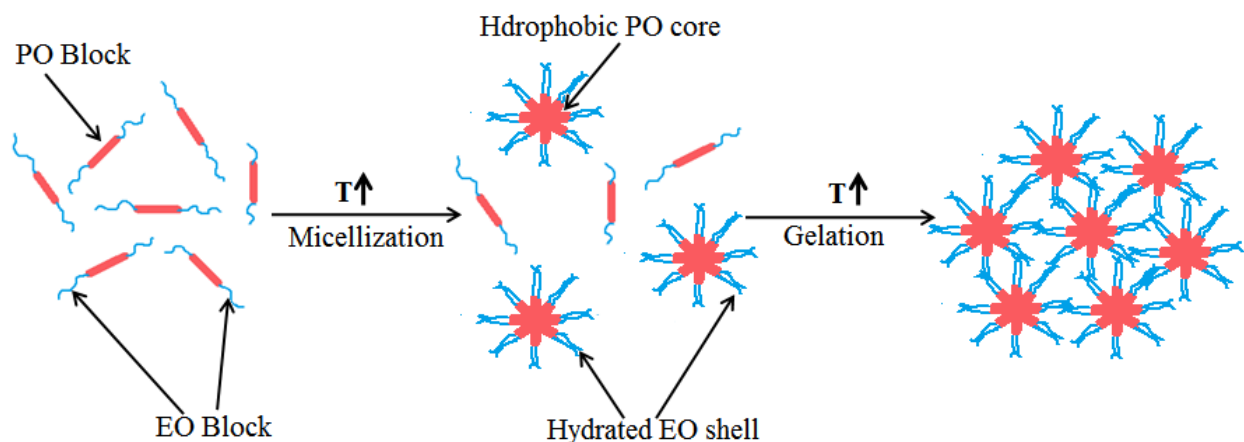 Hdrophobic PO core
PO Block
T↑
Micellization
T↑
Gelation
EO Block
Hydrated EO shell